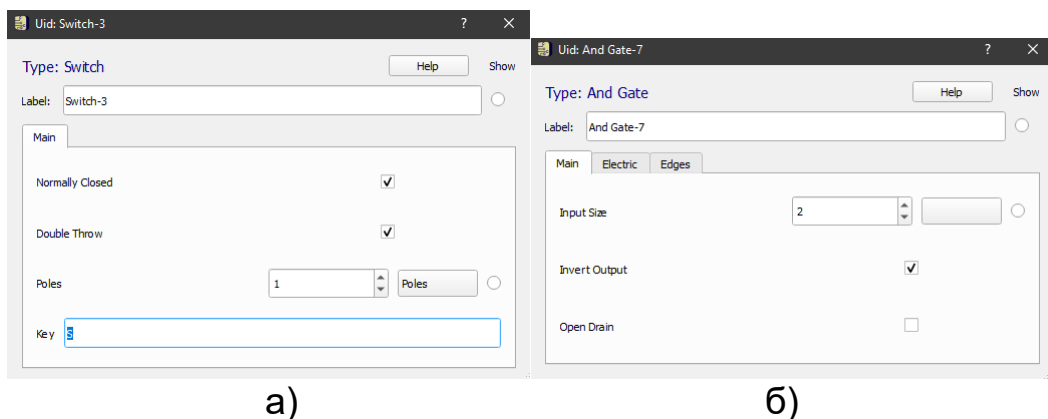 Uid: Switch-3 ? ×
Type: Switch Help Show
Label: Switch-3
Main
Normally Closed
Double Throw
Poles 1 Poles
Key S
а)
Uid: And Gate-7 ? ×
Type: And Gate Help Show
Label: And Gate-7
Main Electric Edges
Input Size 2
Invert Output
Open Drain
б)